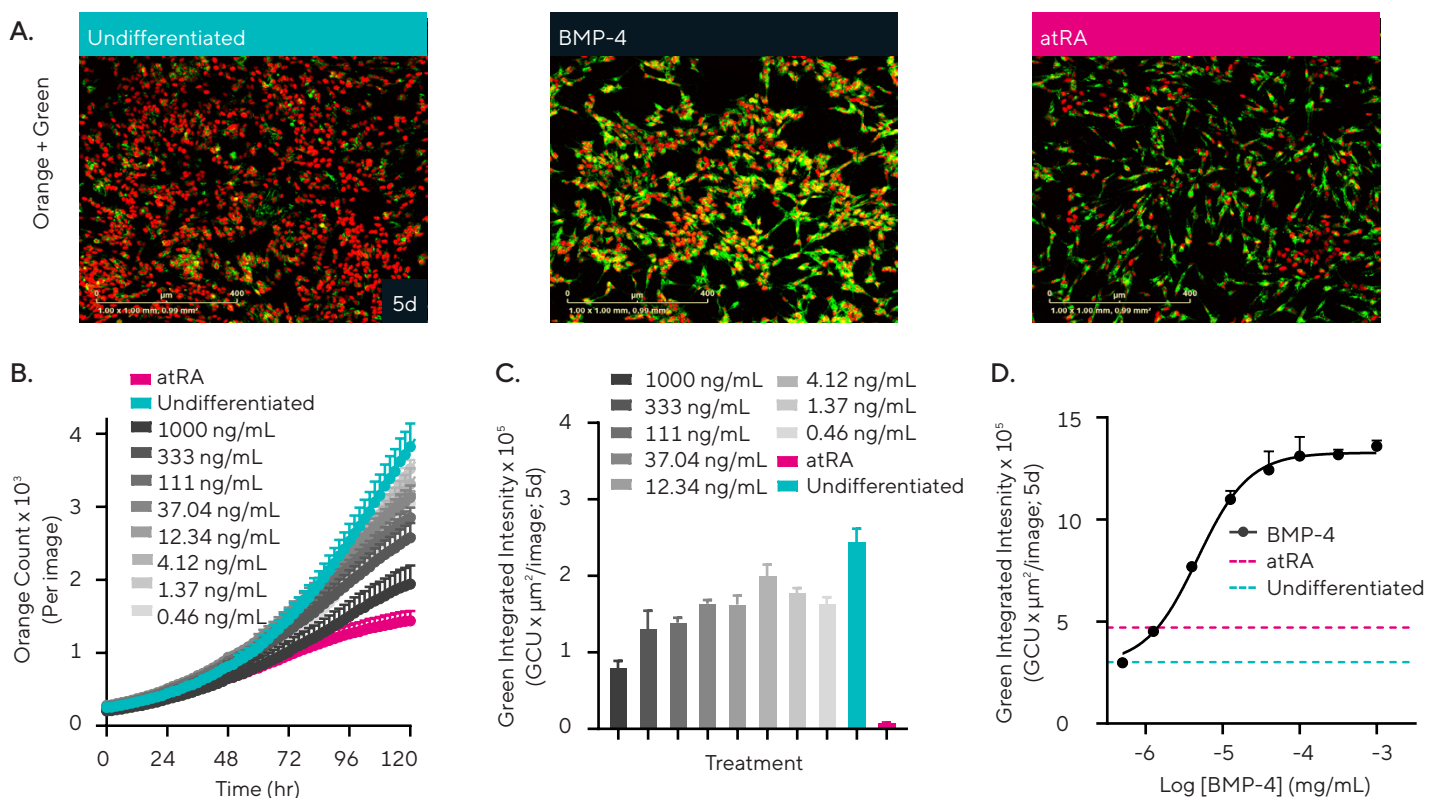 A.
Undifferentiated
BMP-4
atRA
Orange + Green
0 µm 400
1.00 x 1.00 mm, 0.99 mm²
5d
0 µm 400
1.00 x 1.00 mm, 0.99 mm²
0 µm 400
1.00 x 1.00 mm, 0.99 mm²
B.
atRA
Undifferentiated
1000 ng/mL
333 ng/mL
111 ng/mL
37.04 ng/mL
12.34 ng/mL
4.12 ng/mL
1.37 ng/mL
0.46 ng/mL
Orange Count x 10³
(Per image)
4
3
2
1
0
0 24 48 72 96 120
Time (hr)
C.
1000 ng/mL
333 ng/mL
111 ng/mL
37.04 ng/mL
12.34 ng/mL
4.12 ng/mL
1.37 ng/mL
0.46 ng/mL
atRA
Undifferentiated
Green Integrated Intesnity x 10⁵
(GCU x µm²/image; 5d)
4
3
2
1
0
Treatment
D.
Green Integrated Intesnity x 10⁵
(GCU x µm²/image; 5d)
15
10
5
0
BMP-4
atRA
Undifferentiated
-6 -5 -4 -3
Log [BMP-4] (mg/mL)